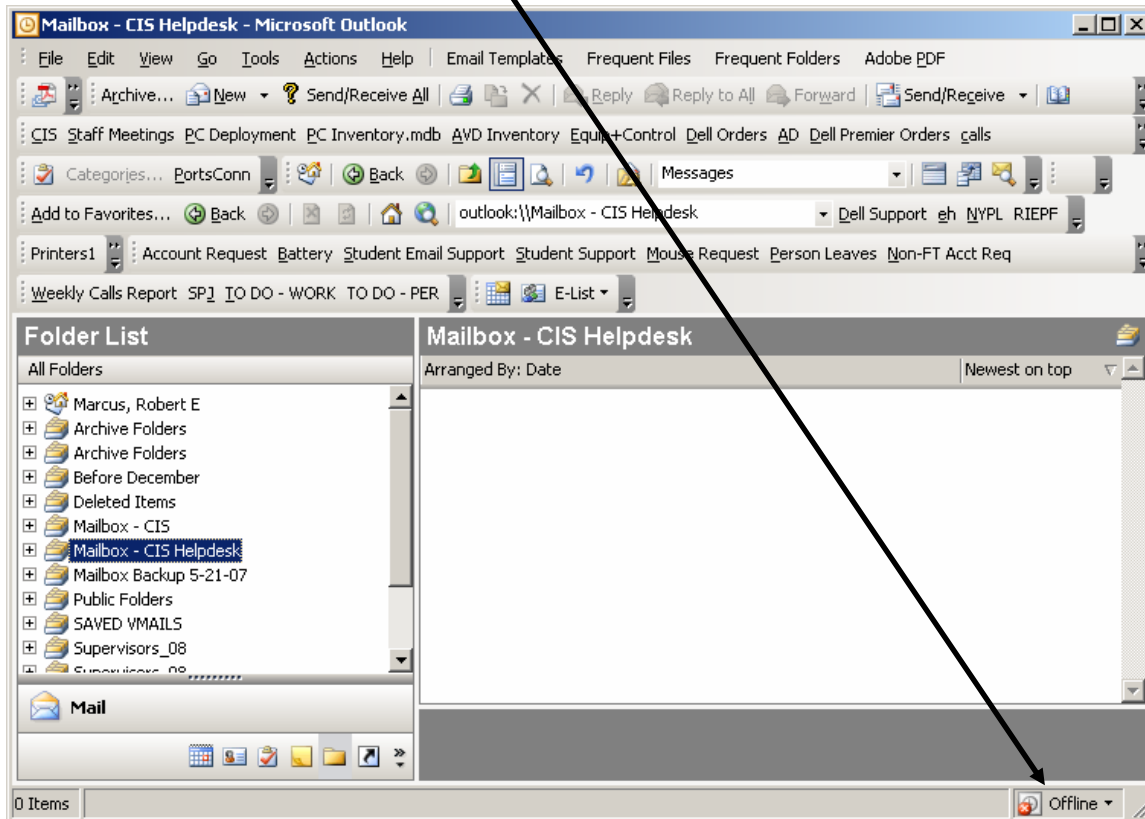 Mailbox - CIS Helpdesk - Microsoft Outlook
File Edit View Go Tools Actions Help Email Templates Frequent Files Frequent Folders Adobe PDF
Archive... New Send/Receive All Reply Reply to All Forward Send/Receive
CIS Staff Meetings PC Deployment PC Inventory.mdb AVD Inventory Equip+Control Dell Orders AD Dell Premier Orders calls
Categories... PortsConn Back Messages
Add to Favorites... Back outlook:\\Mailbox - CIS Helpdesk Dell Support eh NYPL RIEPF
Printers1 Account Request Battery Student Email Support Student Support Mouse Request Person Leaves Non-FT Acct Req
Weekly Calls Report SPJ TO DO - WORK TO DO - PER E-List
Folder List Mailbox - CIS Helpdesk
All Folders Arranged By: Date Newest on top
Marcus, Robert E
Archive Folders
Archive Folders
Before December
Deleted Items
Mailbox - CIS
Mailbox - CIS Helpdesk
Mailbox Backup 5-21-07
Public Folders
SAVED VMAILS
Supervisors_08
Supervisors_08
Mail
0 Items Offline